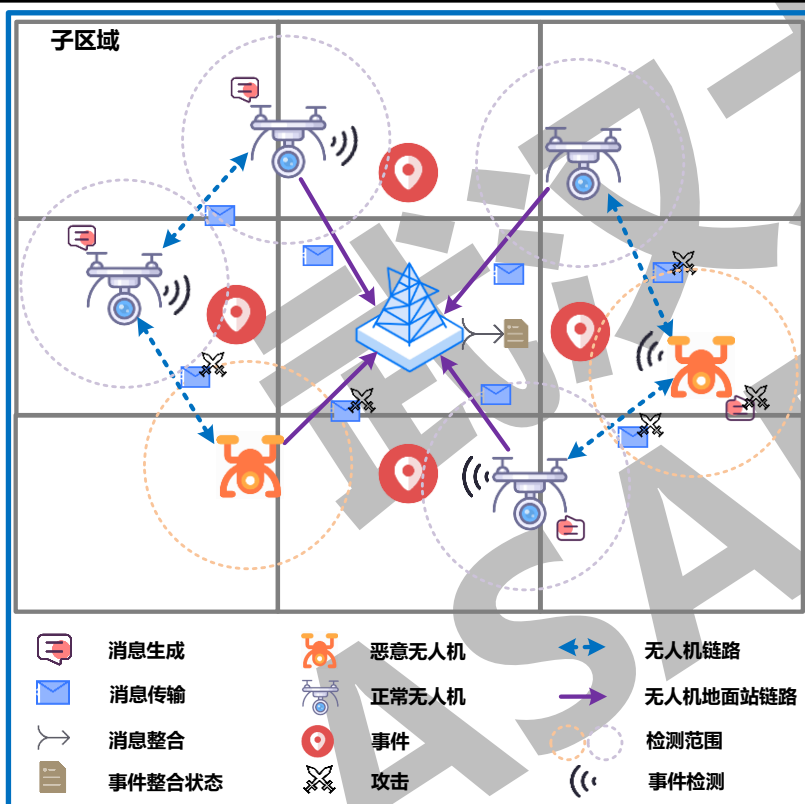 子区域
消息生成 恶意无人机 无人机链路
消息传输 正常无人机 无人机地面站链路
消息整合 事件 检测范围
事件整合状态 攻击 事件检测